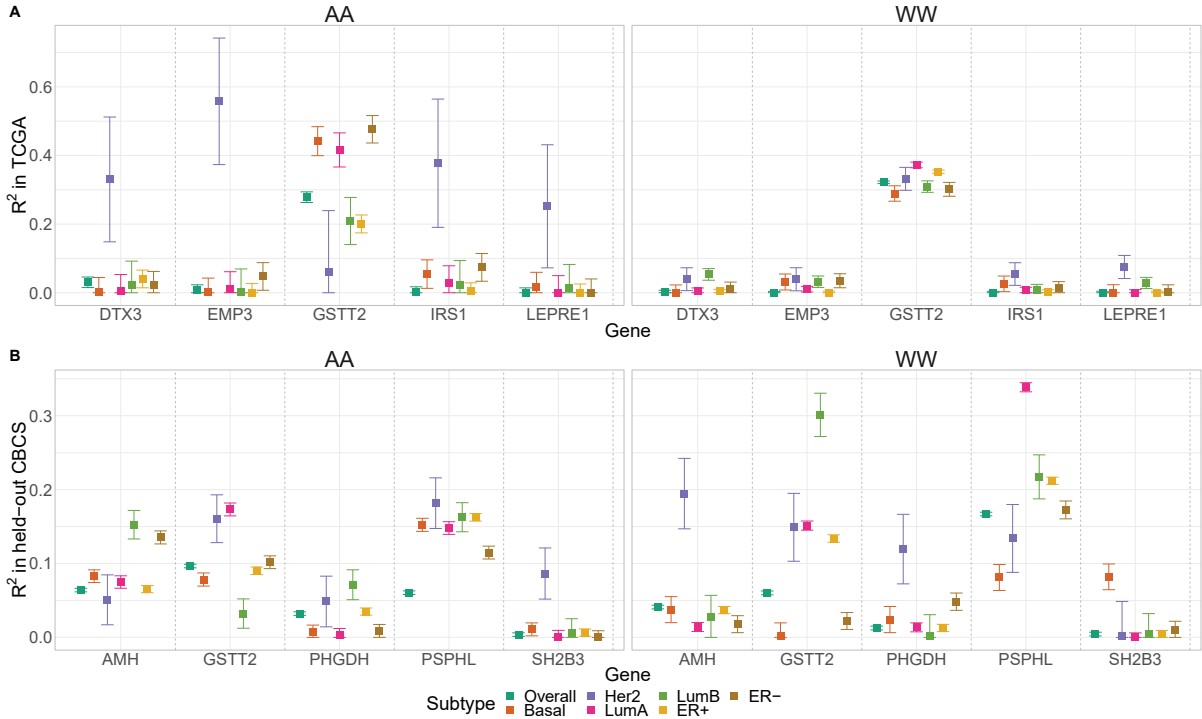 A
AA
WW
R² in TCGA
0.6
0.4
0.2
0.0
DTX3 EMP3 GSTT2 IRS1 LEPRE1
DTX3 EMP3 GSTT2 IRS1 LEPRE1
Gene
B
AA
WW
R² in held−out CBCS
0.3
0.2
0.1
0.0
AMH GSTT2 PHGDH PSPHL SH2B3
AMH GSTT2 PHGDH PSPHL SH2B3
Gene
Subtype
Overall Her2 LumB ER−
Basal LumA ER+